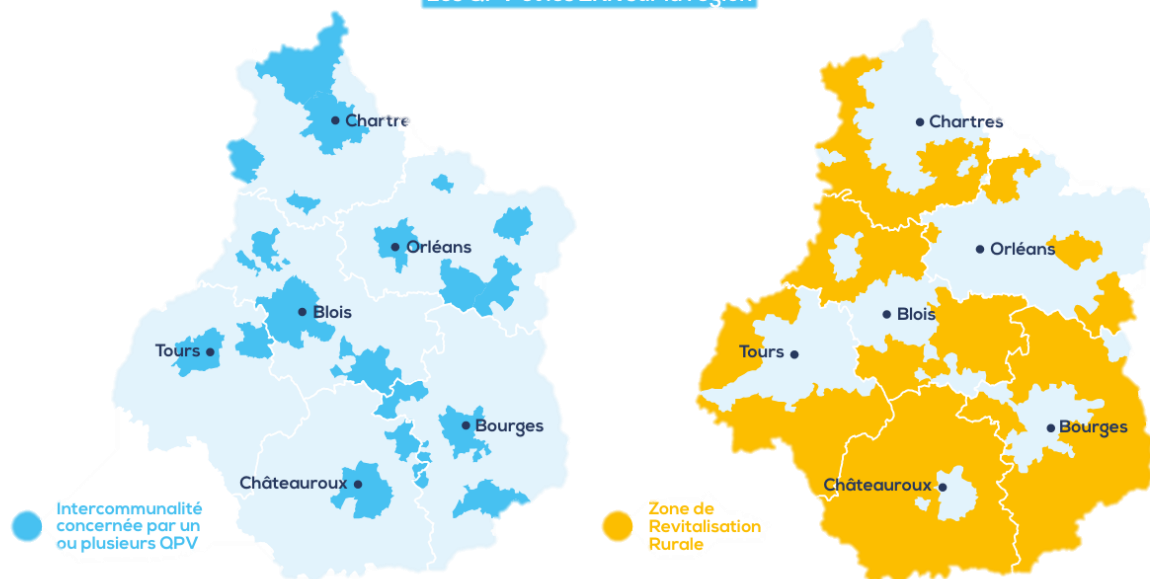 Chartre
Orléans
Blois
Tours
Bourges
Châteauroux
Intercommunalité
concernée par un
ou plusieurs QPV
Chartres
Orléans
Blois
Tours
Bourges
Châteauroux
Zone de
Revitalisation
Rurale